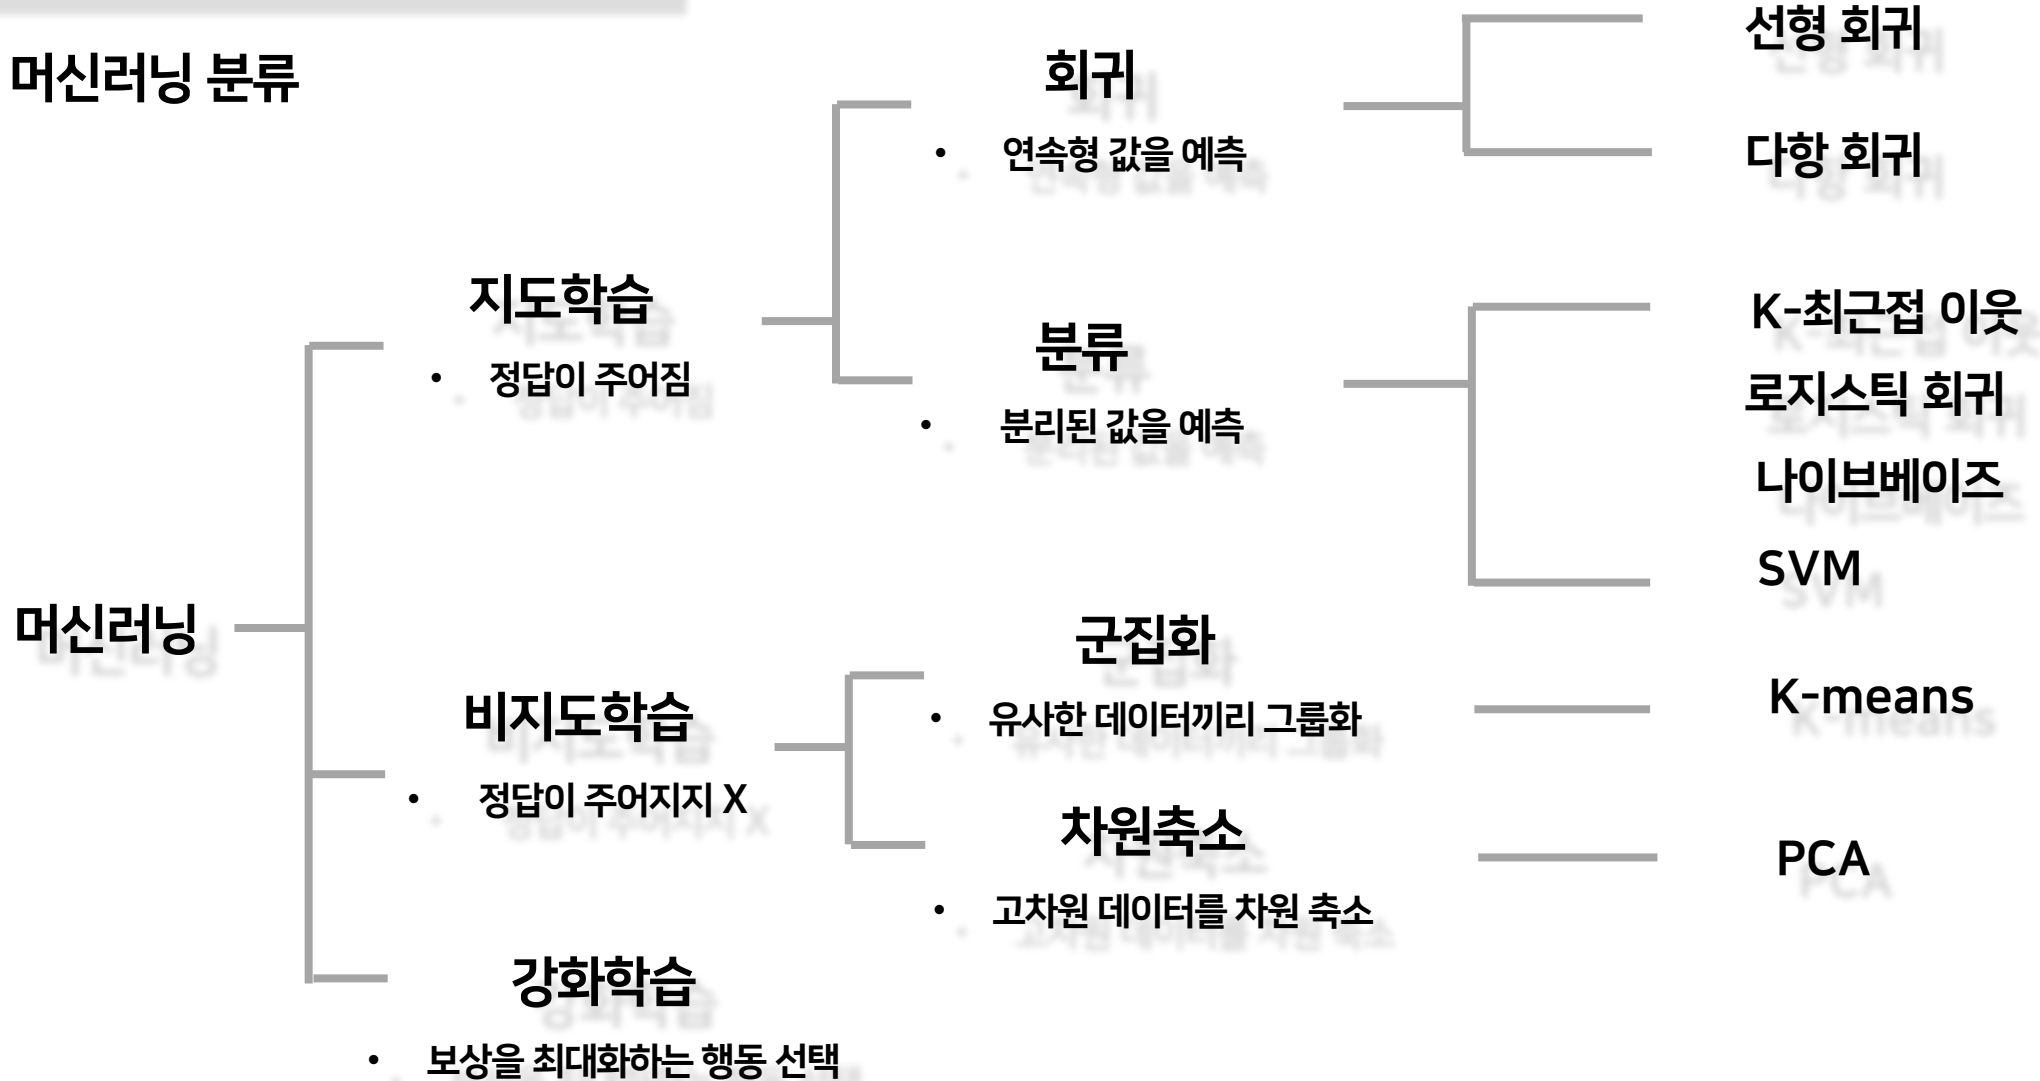 머신러닝 분류
머신러닝
지도학습
• 정답이 주어짐
회귀
• 연속형 값을 예측
선형 회귀
다항 회귀
분류
• 분리된 값을 예측
K-최근접 이웃
로지스틱 회귀
나이브베이즈
SVM
비지도학습
• 정답이 주어지지 X
군집화
• 유사한 데이터끼리 그룹화
K-means
차원축소
• 고차원 데이터를 차원 축소
PCA
강화학습
• 보상을 최대화하는 행동 선택